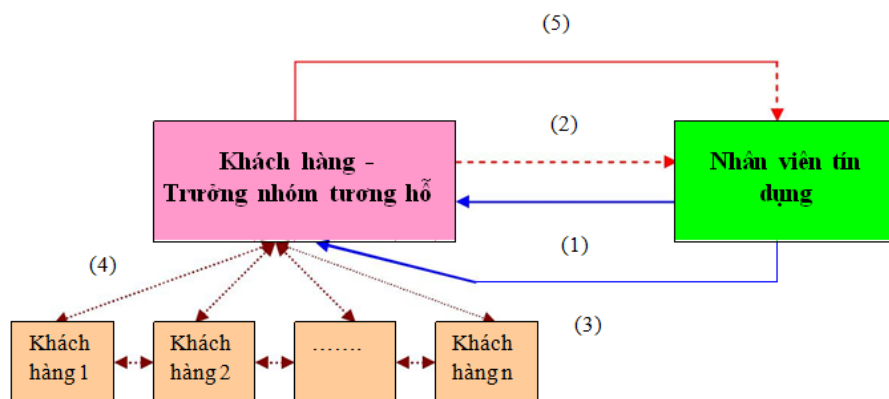 (5)
Khách hàng -
Trưởng nhóm tương hỗ
(2)
Nhân viên tín
dụng
(1)
(4)
(3)
Khách
hàng 1
Khách
hàng 2
.......
Khách
hàng n